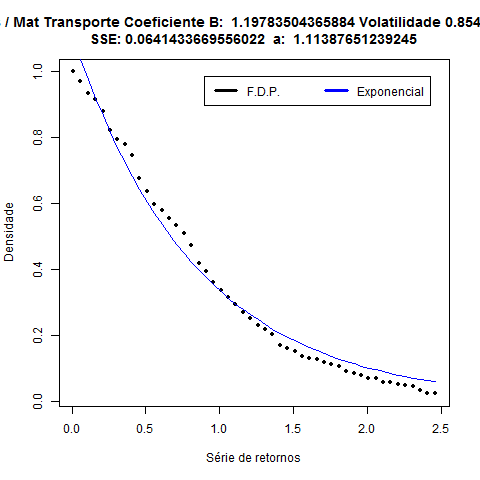 / Mat Transporte Coeficiente B: 1.19783504365884 Volatilidade 0.854
SSE: 0.0641433669556022 a: 1.11387651239245
F.D.P. Exponencial
Densidade
1.0
0.8
0.6
0.4
0.2
0.0
0.0 0.5 1.0 1.5 2.0 2.5
Série de retornos